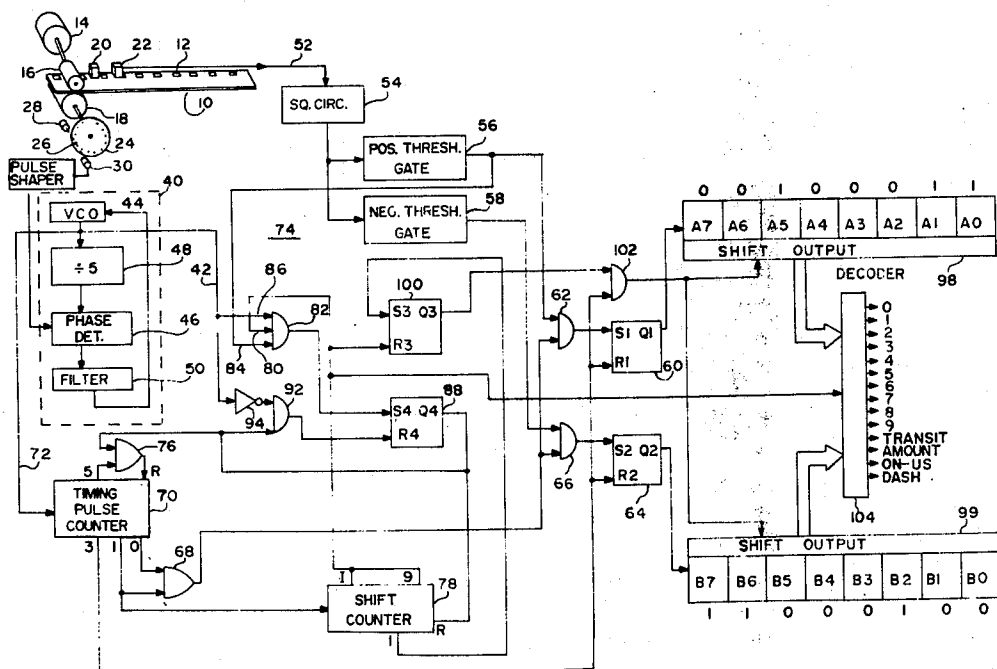 14
20
22
12
52
16
SQ. CIRC.
54
10
18
28
26
24
30
PULSE SHAPER
40
POS. THRESH. GATE
56
NEG. THRESH. GATE
58
74
VCO
44
÷ 5
48
42
PHASE DET.
46
FILTER
50
86
82
80
84
100
S3 Q3
R3
102
62
S1 Q1
R1
60
0 0 1 0 0 0 1 1
A7 A6 A5 A4 A3 A2 A1 A0
SHIFT OUTPUT
98
DECODER
0
1
2
3
4
5
6
7
8
9
TRANSIT
AMOUNT
ON-US
DASH
104
92
94
88
S4 Q4
R4
72
76
5
R
TIMING PULSE COUNTER
70
3 1 0
68
66
S2 Q2
R2
64
1 9
78
SHIFT COUNTER
R
1
99
SHIFT OUTPUT
B7 B6 B5 B4 B3 B2 B1 B0
1 1 0 0 0 1 0 0